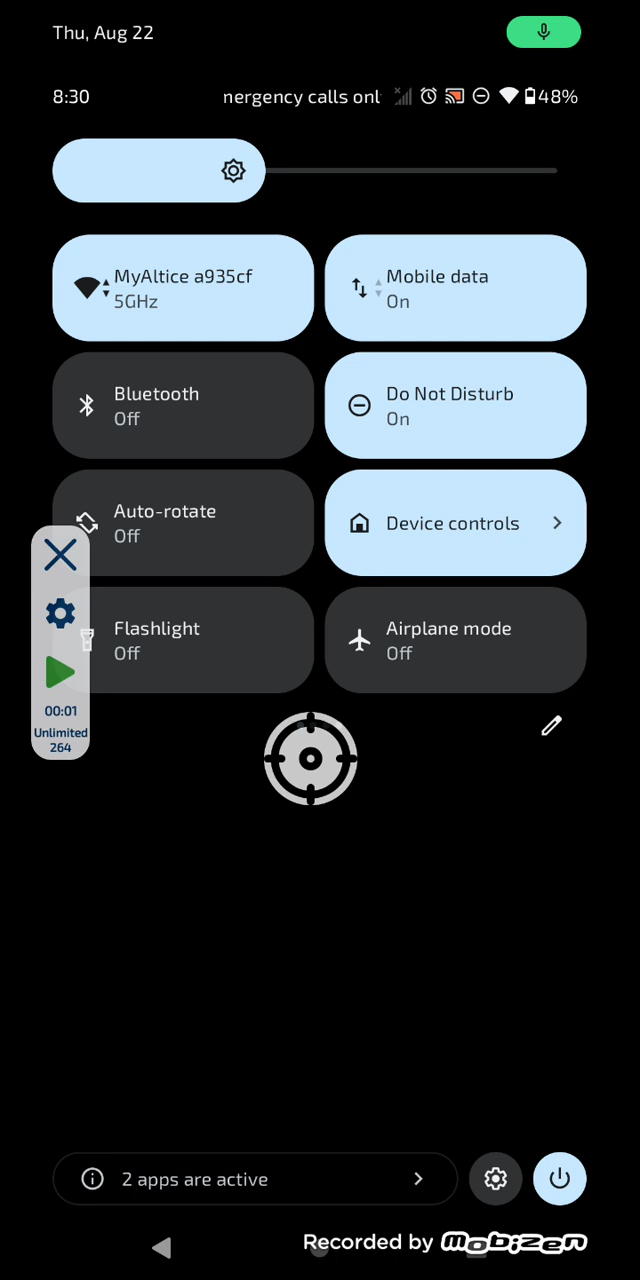 Thu, Aug 22
8:30
nergency calls onl
48%
MyAltice a935cf
5GHz
Mobile data
On
Bluetooth
Off
Do Not Disturb
On
Auto-rotate
Off
Device controls
Flashlight
Off
Airplane mode
Off
00:01
Unlimited
264
2 apps are active
Recorded by mobizen